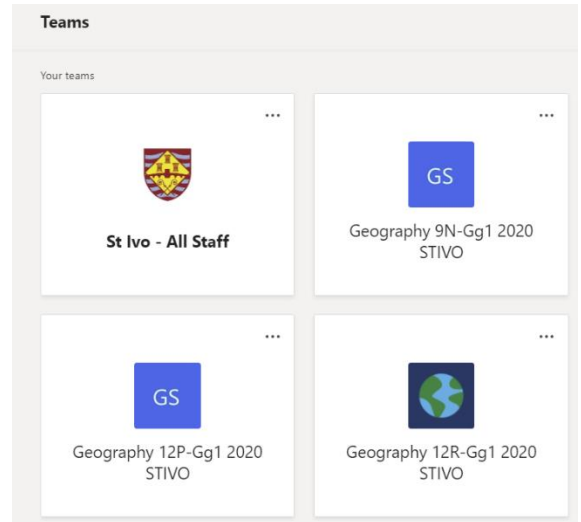 Teams
Your teams
...
...
St Ivo - All Staff
GS
Geography 9N-Gg1 2020
STIVO
...
...
GS
Geography 12P-Gg1 2020
STIVO
Geography 12R-Gg1 2020
STIVO